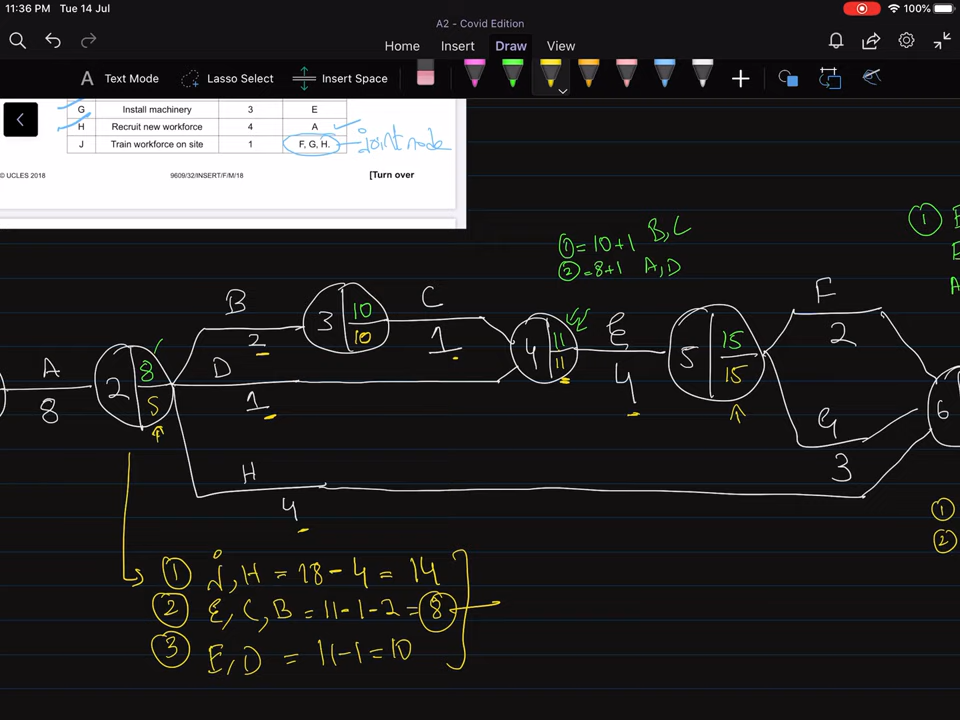 11:36 PM Tue 14 Jul
100%
A2 - Covid Edition
Home Insert Draw View
Text Mode Lasso Select Insert Space
G Install machinery 3 E
H Recruit new workforce 4 A
J Train workforce on site 1 F, G, H.
joint node
© UCLES 2018 9609/32/INSERT/F/M/18 [Turn over
① = 10+1 B, C
② = 8+1 A, D
①
A
8
2 8 5
B
2
D
1
H
4
3 10 10
C
1
4 11 11
E
4
5 15 15
F
2
G
3
6
①
②
① J, H = 18 - 4 = 14
② E, C, B = 11-1-2 = 8
③ E, D = 11-1 = 10